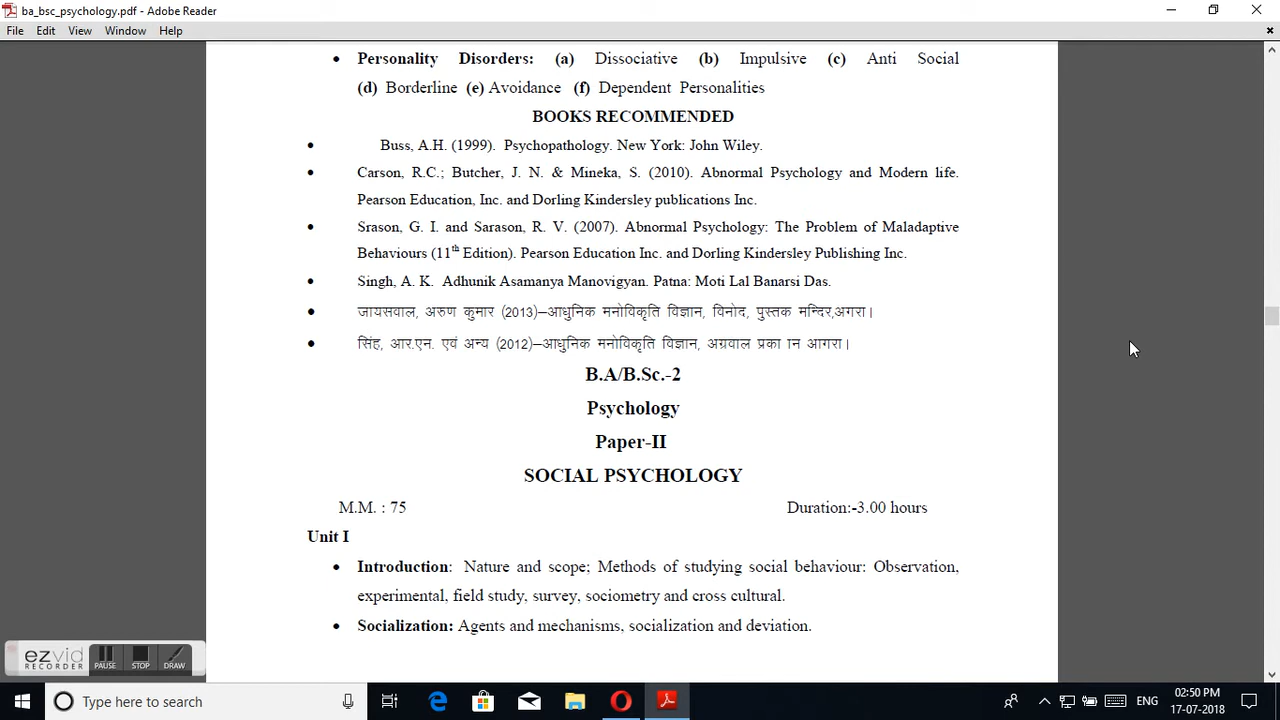 ba_bsc_psychology.pdf - Adobe Reader
File Edit View Window Help
• Personality Disorders: (a) Dissociative (b) Impulsive (c) Anti Social
(d) Borderline (e) Avoidance (f) Dependent Personalities
BOOKS RECOMMENDED
• Buss, A.H. (1999). Psychopathology. New York: John Wiley.
• Carson, R.C.; Butcher, J. N. & Mineka, S. (2010). Abnormal Psychology and Modern life.
Pearson Education, Inc. and Dorling Kindersley publications Inc.
• Srason, G. I. and Sarason, R. V. (2007). Abnormal Psychology: The Problem of Maladaptive
Behaviours (11th Edition). Pearson Education Inc. and Dorling Kindersley Publishing Inc.
• Singh, A. K. Adhunik Asamanya Manovigyan. Patna: Moti Lal Banarsi Das.
• जायसवाल, अरुण कुमार (2013)–आधुनिक मनोविकृति विज्ञान, विनोद, पुस्तक मन्दिर,अगरा।
• सिंह, आर.एन. एवं अन्य (2012)–आधुनिक मनोविकृति विज्ञान, अग्रवाल प्रका ान आगरा।
B.A/B.Sc.-2
Psychology
Paper-II
SOCIAL PSYCHOLOGY
M.M. : 75 Duration:-3.00 hours
Unit I
• Introduction: Nature and scope; Methods of studying social behaviour: Observation,
experimental, field study, survey, sociometry and cross cultural.
• Socialization: Agents and mechanisms, socialization and deviation.
ezvid
RECORDER
PAUSE STOP DRAW
Type here to search
ENG
02:50 PM
17-07-2018